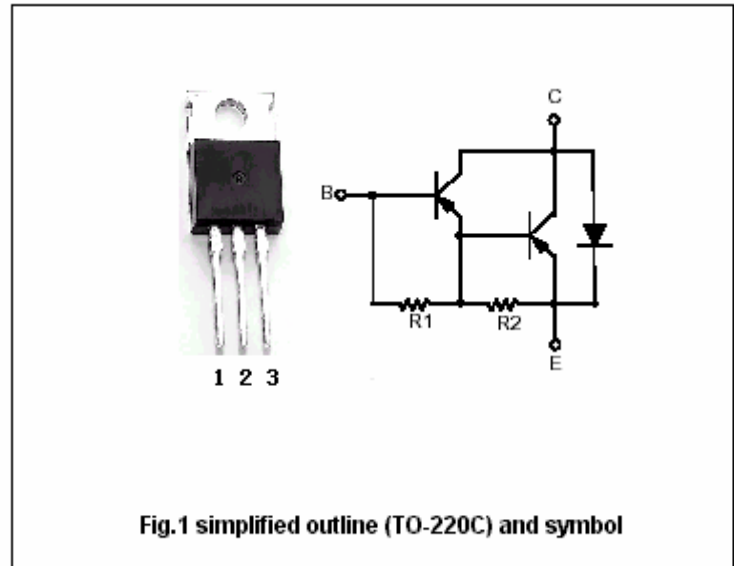 C
B
R1 R2
E
1 2 3
Fig.1 simplified outline (TO-220C) and symbol